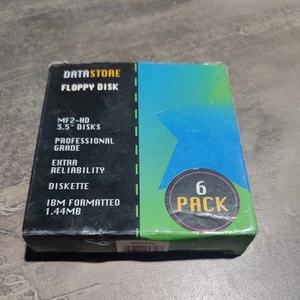 DATASTORE
FLOPPY DISK
MF2-HD
3.5" DISKS
PROFESSIONAL
GRADE
EXTRA
RELIABILITY
DISKETTE
IBM FORMATTED
1.44MB
6
PACK